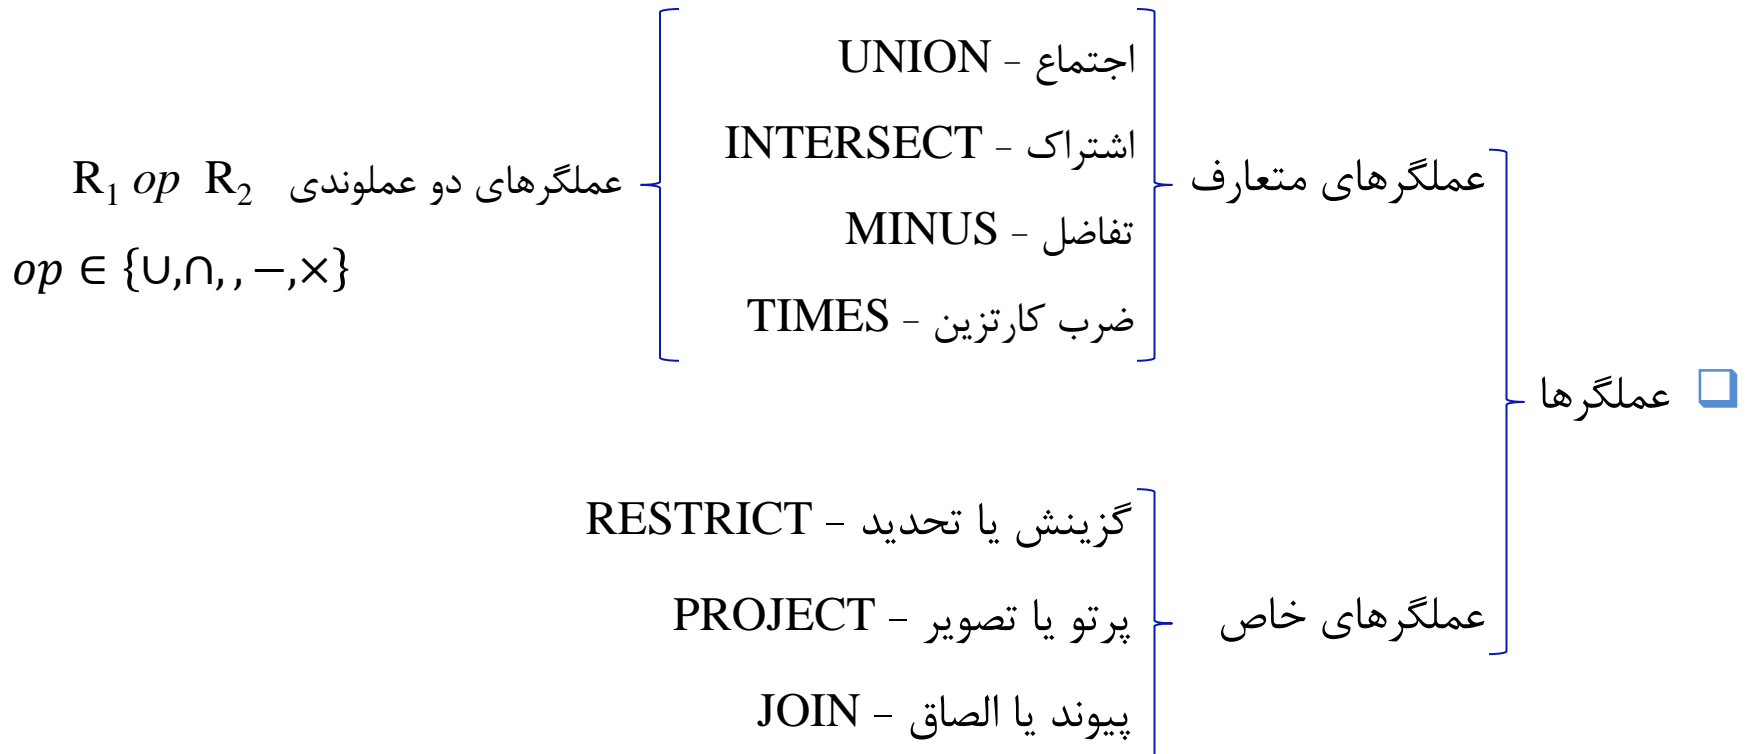 عملگرها
عملگرهای متعارف
اجتماع - UNION
اشتراک - INTERSECT
تفاضل - MINUS
ضرب کارتزین - TIMES
عملگرهای دو عملوندی R₁ op R₂
op ∈ {∪,∩, , −,×}
عملگرهای خاص
گزینش یا تحدید - RESTRICT
پرتو یا تصویر - PROJECT
پیوند یا الصاق - JOIN